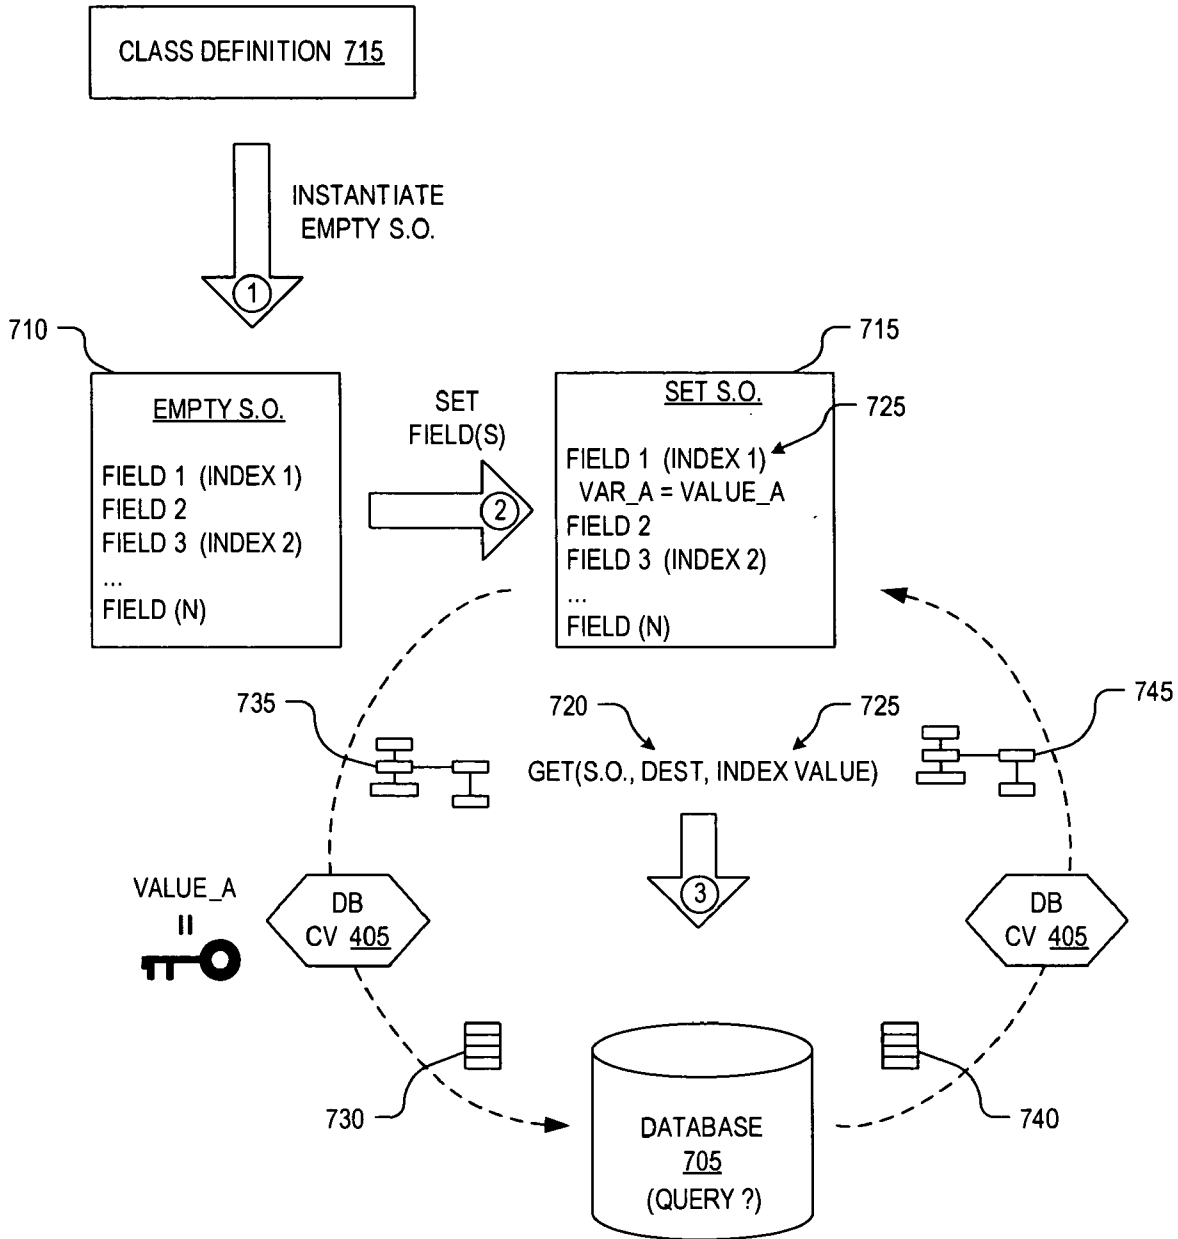 CLASS DEFINITION 715
INSTANTIATE
EMPTY S.O.
1
710
715
EMPTY S.O.
FIELD 1 (INDEX 1)
FIELD 2
FIELD 3 (INDEX 2)
...
FIELD (N)
SET
FIELD(S)
2
SET S.O.
725
FIELD 1 (INDEX 1)
VAR_A = VALUE_A
FIELD 2
FIELD 3 (INDEX 2)
...
FIELD (N)
735
720
725
745
GET(S.O., DEST, INDEX VALUE)
3
VALUE_A
=
DB
CV 405
DB
CV 405
730
740
DATABASE
705
(QUERY ?)